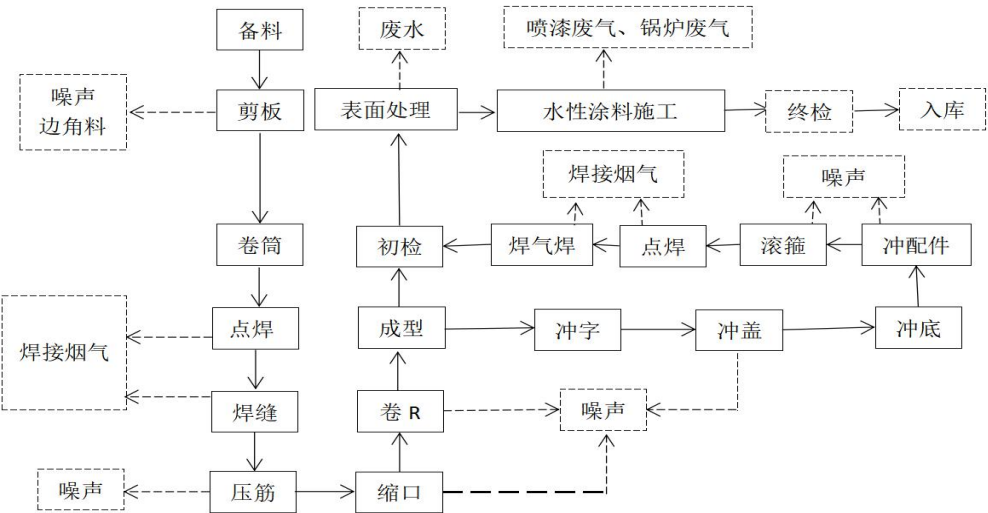 备料
废水
喷漆废气、锅炉废气
噪声
边角料
剪板
表面处理
水性涂料施工
终检
入库
焊接烟气
噪声
卷筒
初检
焊气焊
点焊
滚箍
冲配件
焊接烟气
点焊
成型
冲字
冲盖
冲底
焊缝
卷 R
噪声
噪声
压筋
缩口